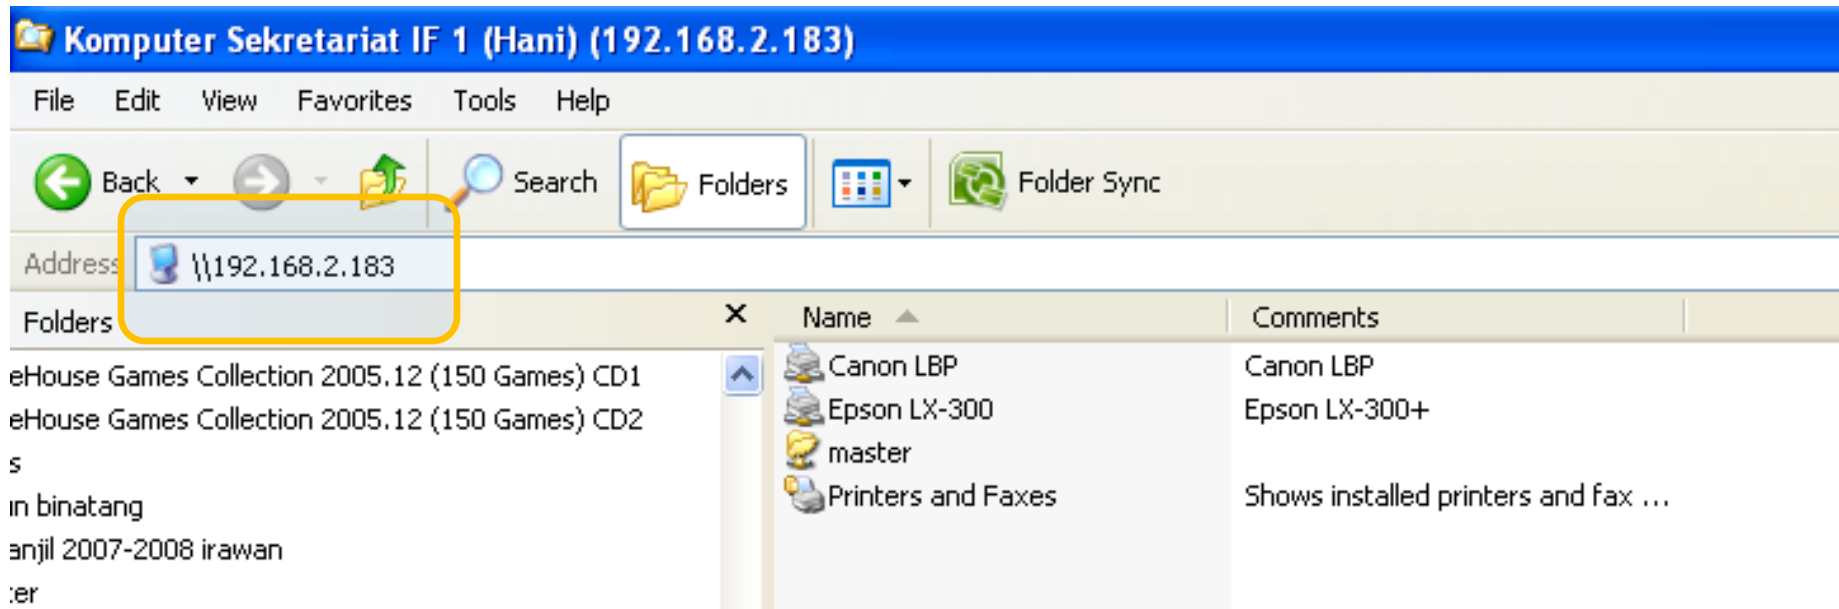 Komputer Sekretariat IF 1 (Hani) (192.168.2.183)
File Edit View Favorites Tools Help
Back Search Folders Folder Sync
Address \\192.168.2.183
Folders
eHouse Games Collection 2005.12 (150 Games) CD1
eHouse Games Collection 2005.12 (150 Games) CD2
s
un binatang
anjil 2007-2008 irawan
ter
Name Comments
Canon LBP Canon LBP
Epson LX-300 Epson LX-300+
master
Printers and Faxes Shows installed printers and fax ...